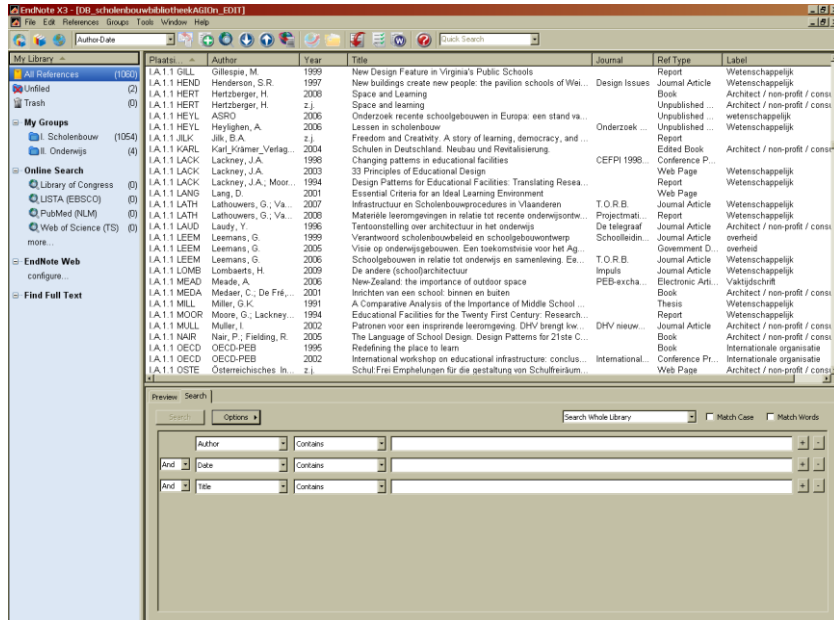 EndNote X3 - [DB_scholenbouwbibliotheekAGIOn_EDIT]
File Edit References Groups Tools Window Help
Author-Date Quick Search
My Library Plaatsi... Author Year Title Journal Ref Type Label
All References (1060)
Unfiled (2)
Trash (0)
My Groups
I. Scholenbouw (1054)
II. Onderwijs (4)
Online Search
Library of Congress (0)
LISTA (EBSCO) (0)
PubMed (NLM) (0)
Web of Science (TS) (0)
more...
EndNote Web
configure...
Find Full Text
I.A.1.1 GILL Gillespie, M. 1999 New Design Feature in Virginia's Public Schools Report Wetenschappelijk
I.A.1.1 HEND Henderson, S.R. 1997 New buildings create new people: the pavilion schools of Wei... Design Issues Journal Article Wetenschappelijk
I.A.1.1 HERT Hertzberger, H. 2008 Space and Learning Book Architect / non-profit / consu
I.A.1.1 HERT Hertzberger, H. z.j. Space and learning Unpublished ... Wetenschappelijk
I.A.1.1 HEYL ASRO 2006 Onderzoek recente schoolgebouwen in Europa: een stand va... Unpublished ... wetenschappelijk
I.A.1.1 HEYL Heylighen, A. 2006 Lessen in scholenbouw Onderzoek ... Unpublished ... Wetenschappelijk
I.A.1.1 JILK Jilk, B.A. z.j. Freedom and Creativity. A story of learning, democracy, and ... Report
I.A.1.1 KARL Karl_Krämer_Verlag... 2004 Schulen in Deutschland. Neubau und Revitalisierung. Edited Book Architect / non-profit / consu
I.A.1.1 LACK Lackney, J.A. 1998 Changing patterns in educational facilities CEFPI 1998... Conference P...
I.A.1.1 LACK Lackney, J.A. 2003 33 Principles of Educational Design Web Page Wetenschappelijk
I.A.1.1 LACK Lackney, J.A.; Moor... 1994 Design Patterns for Educational Facilities: Translating Resea... Report Wetenschappelijk
I.A.1.1 LANG Lang, D. 2001 Essential Criteria for an Ideal Learning Environment Web Page
I.A.1.1 LATH Lathouwers, G.; Va... 2007 Infrastructuur en Scholenbouwprocedures in Vlaanderen T.O.R.B. Journal Article Wetenschappelijk
I.A.1.1 LATH Lathouwers, G.; Va... 2008 Materiële leeromgevingen in relatie tot recente onderwijsontw... Projectmati... Report Wetenschappelijk
I.A.1.1 LAUD Laudy, Y. 1996 Tentoonstelling over architectuur in het onderwijs De telegraaf Journal Article Architect / non-profit / consu
I.A.1.1 LEEM Leemans, G. 1999 Verantwoord scholenbouwbeleid en schoolgebouwontwerp Schoolleidin... Journal Article overheid
I.A.1.1 LEEM Leemans, G. 2005 Visie op onderwijsgebouwen. Een toekomstvisie voor het Ag... Government D... overheid
I.A.1.1 LEEM Leemans, G. 2006 Schoolgebouwen in relatie tot onderwijs en samenleving. Ee... T.O.R.B. Journal Article Wetenschappelijk
I.A.1.1 LOMB Lombaerts, H. 2009 De andere (school)architectuur Impuls Journal Article Wetenschappelijk
I.A.1.1 MEAD Meade, A. 2006 New-Zealand: the importance of outdoor space PEB-excha... Electronic Arti... Vaktijdschrift
I.A.1.1 MEDA Medaer, C.; De Fré,... 2001 Inrichten van een school: binnen en buiten Book Architect / non-profit / consu
I.A.1.1 MILL Miller, G.K. 1991 A Comparative Analysis of the Importance of Middle School ... Thesis Wetenschappelijk
I.A.1.1 MOOR Moore, G.; Lackney... 1994 Educational Facilities for the Twenty First Century: Research... Report Wetenschappelijk
I.A.1.1 MULL Muller, I. 2002 Patronen voor een insprirende leeromgeving. DHV brengt kw... DHV nieuw... Journal Article Architect / non-profit / consu
I.A.1.1 NAIR Nair, P.; Fielding, R. 2005 The Language of School Design. Design Patterns for 21ste C... Book Architect / non-profit / consu
I.A.1.1 OECD OECD-PEB 1995 Redefining the place to learn Book Internationale organisatie
I.A.1.1 OECD OECD-PEB 2002 International workshop on educational infrastructure: conclus... International... Conference Pr... Internationale organisatie
I.A.1.1 OSTE Österreichisches In... z.j. Schul:Frei Emphelungen für die gestaltung von Schulfreiräum... Web Page Architect / non-profit / consu
Preview Search
Search Options Search Whole Library Match Case Match Words
Author Contains + -
And Date Contains + -
And Title Contains + -